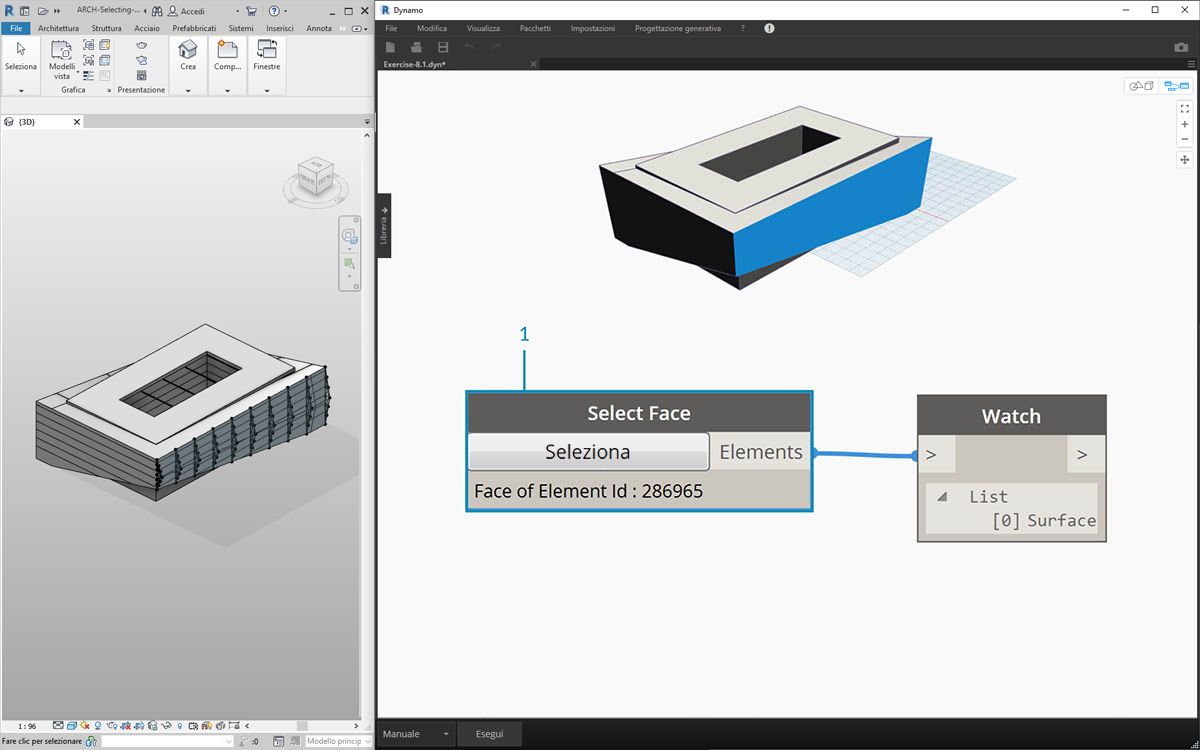 ARCH-Selecting-...
Accedi
File Architettura Struttura Acciaio Prefabbricati Sistemi Inserisci Annota
Seleziona
Modelli vista
Crea
Comp...
Finestre
Grafica
Presentazione
{3D}
1 : 96
Fare clic per selezionare
:0
Modello princip
Dynamo
File Modifica Visualizza Pacchetti Impostazioni Progettazione generativa ?
Exercise-8.1.dyn*
Libreria
1
Select Face
Seleziona
Elements
Face of Element Id : 286965
Watch
>
>
List
[0] Surface
Manuale
Esegui